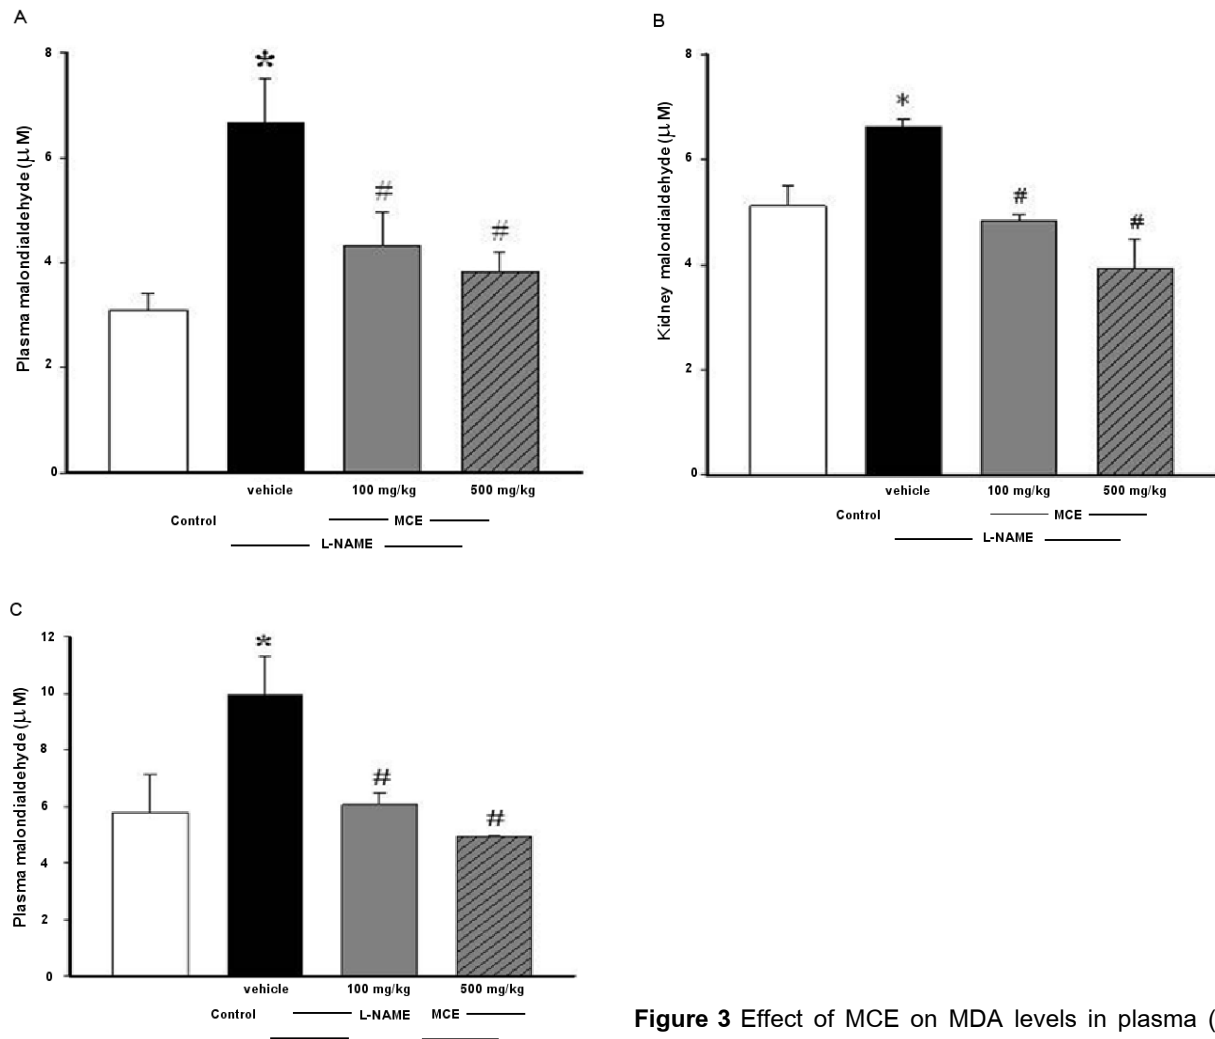 A
Plasma malondialdehyde (μ M)
8
6
4
2
0
*
#
#
vehicle 100 mg/kg 500 mg/kg
Control MCE
L-NAME
B
Kidney malondialdehyde (μ M)
8
6
4
2
0
*
#
#
vehicle 100 mg/kg 500 mg/kg
Control MCE
L-NAME
C
Plasma malondialdehyde (μ M)
12
10
8
6
4
2
0
*
#
#
vehicle 100 mg/kg 500 mg/kg
Control L-NAME MCE
Figure 3 Effect of MCE on MDA levels in plasma (